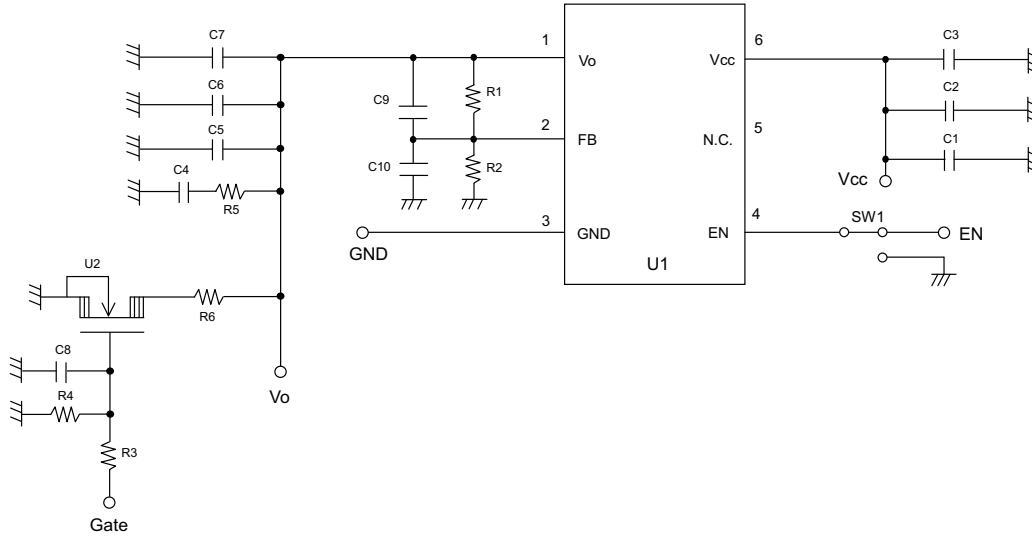 C7
1
6
C3
Vo
Vcc
C6
C9
R1
C2
C5
2
FB
N.C.
5
C1
C10
R2
C4
R5
Vcc
3
GND
EN
4
SW1
EN
GND
U1
U2
R6
C8
Vo
R4
R3
Gate